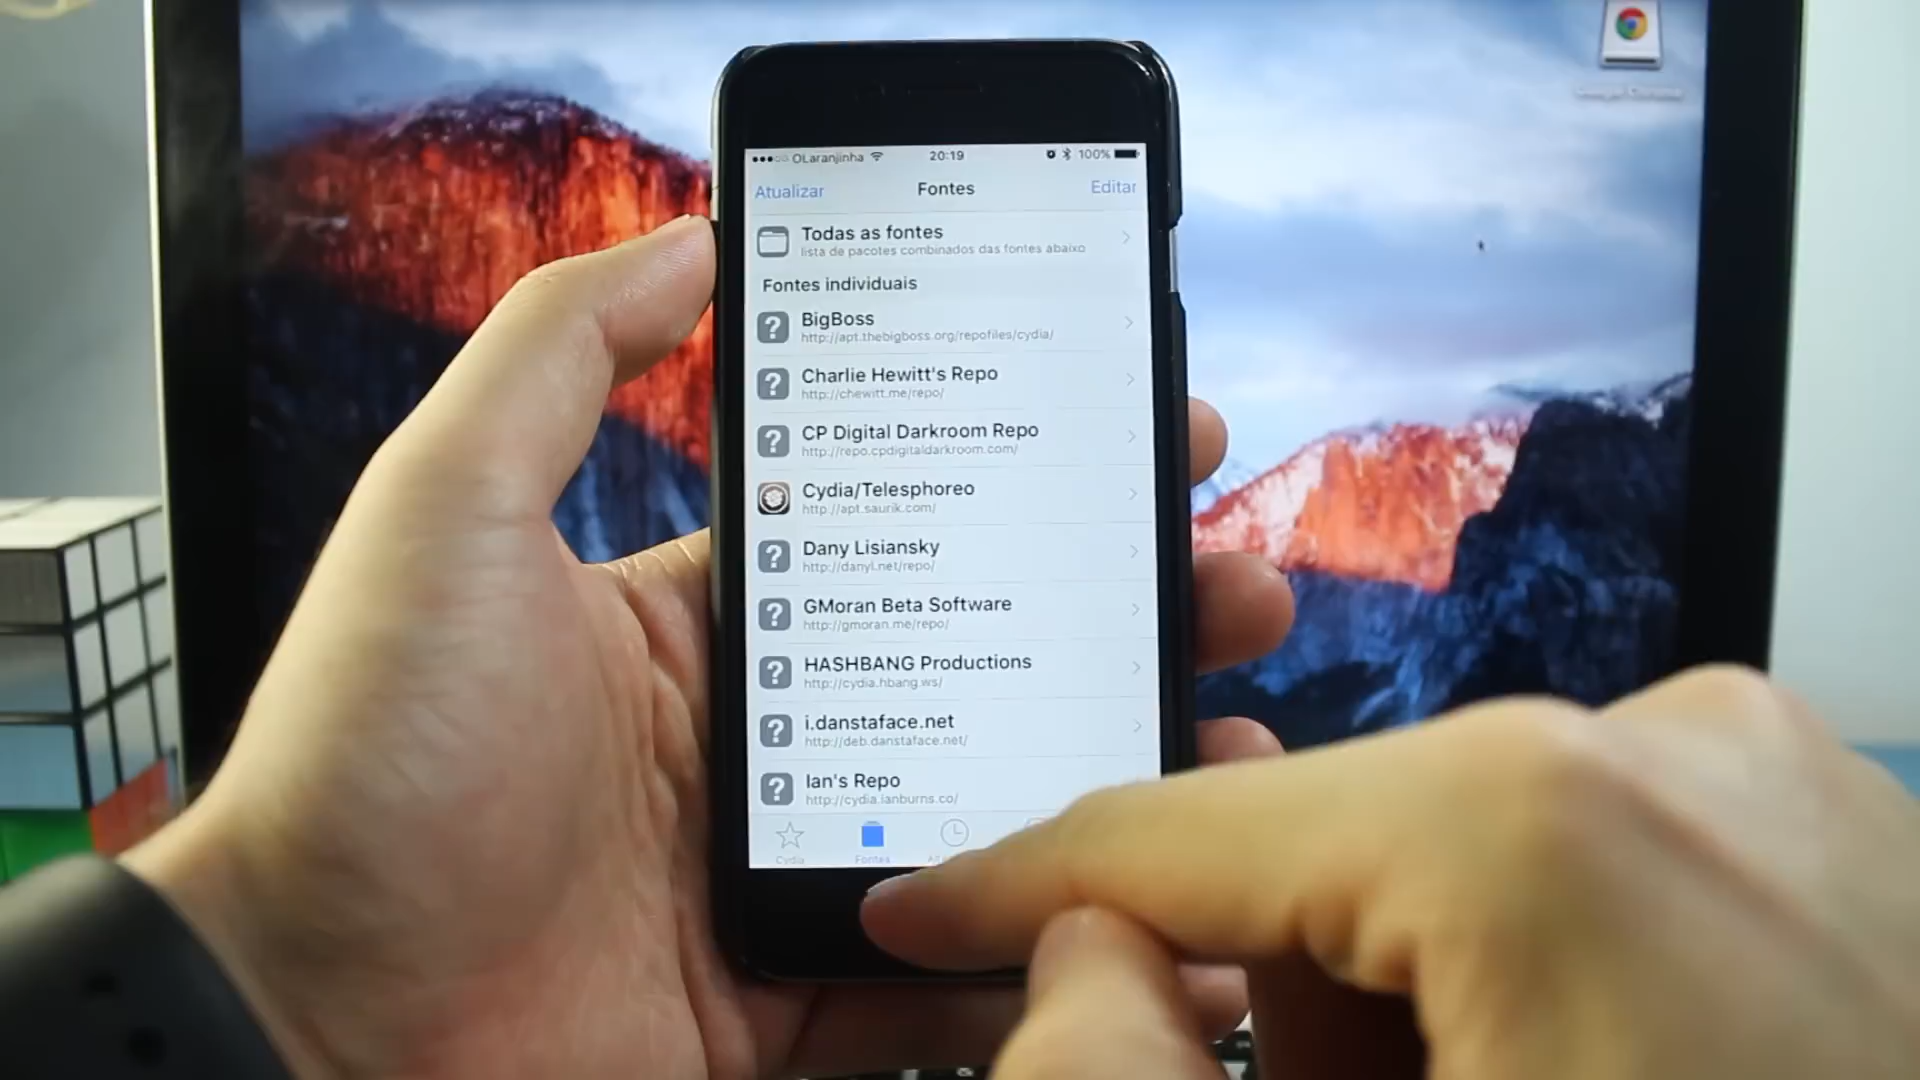 OLaranjinha 20:19 100%
Atualizar Fontes Editar
Todas as fontes
lista de pacotes combinados das fontes abaixo
Fontes individuais
BigBoss
http://apt.thebigboss.org/repofiles/cydia/
Charlie Hewitt's Repo
http://chewitt.me/repo/
CP Digital Darkroom Repo
http://repo.cpdigitaldarkroom.com/
Cydia/Telesphoreo
http://apt.saurik.com/
Dany Lisiansky
http://danyl.net/repo/
GMoran Beta Software
http://gmoran.me/repo/
HASHBANG Productions
http://cydia.hbang.ws/
i.danstaface.net
http://deb.danstaface.net/
Ian's Repo
http://cydia.ianburns.co/
Cydia Fontes
Google Chrome